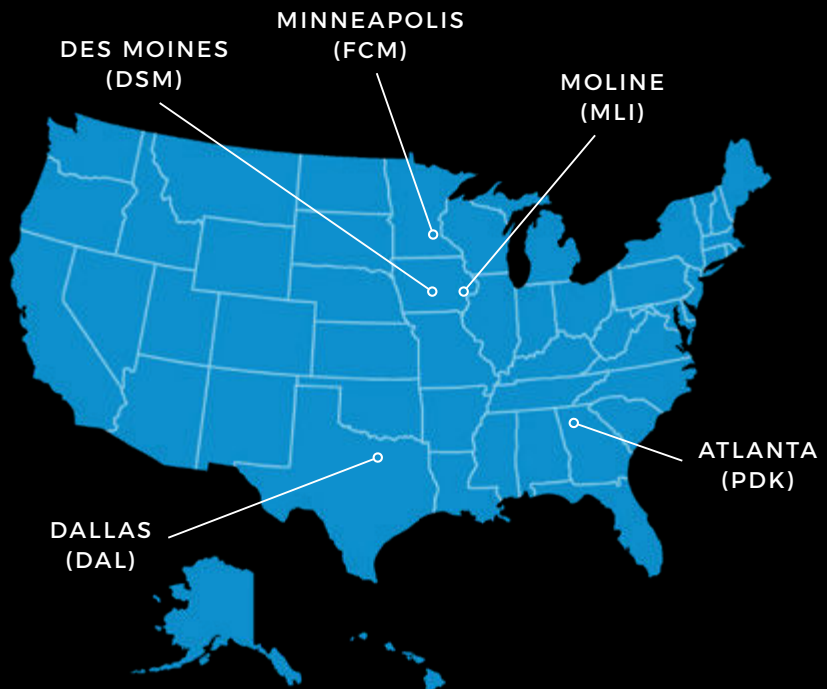 MINNEAPOLIS
(FCM)
DES MOINES
(DSM)
MOLINE
(MLI)
ATLANTA
(PDK)
DALLAS
(DAL)